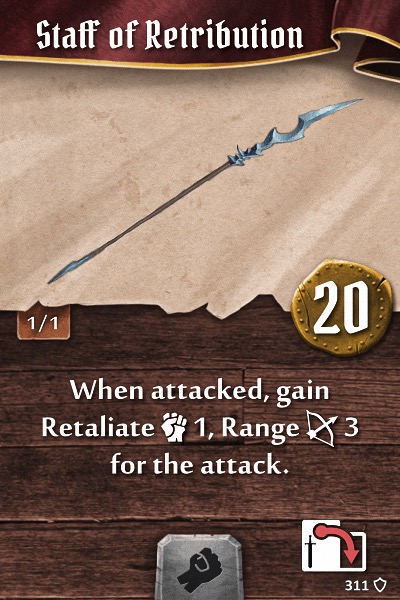 Staff of Retribution
1/1
20
When attacked, gain
Retaliate 1, Range 3
for the attack.
311